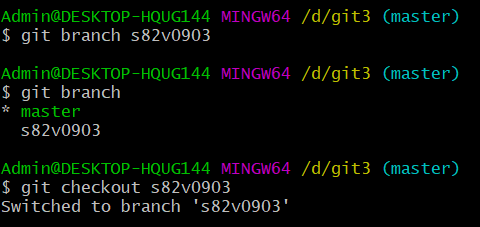 Admin@DESKTOP-HQUG144 MINGW64 /d/git3 (master)
$ git branch s82v0903
Admin@DESKTOP-HQUG144 MINGW64 /d/git3 (master)
$ git branch
* master
  s82v0903
Admin@DESKTOP-HQUG144 MINGW64 /d/git3 (master)
$ git checkout s82v0903
Switched to branch 's82v0903'